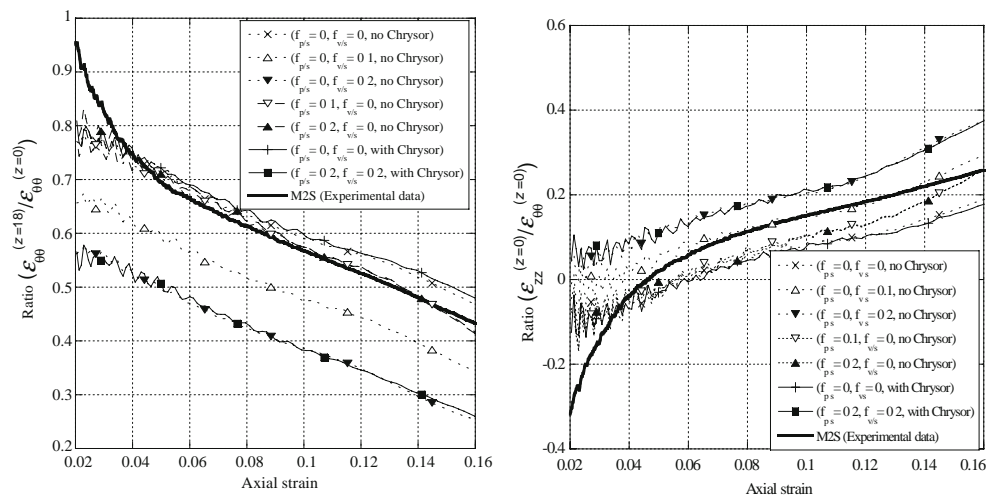 1
0.9
0.8
0.7
0.6
0.5
0.4
0.3
0.2
0.02 0.04 0.06 0.08 0.1 0.12 0.14 0.16
Axial strain
Ratio (ε_θθ^(z=18)/ε_θθ^(z=0))
(f_p/s = 0, f_v/s = 0, no Chrysor)
(f_p/s = 0, f_v/s = 0 1, no Chrysor)
(f_p/s = 0, f_v/s = 0 2, no Chrysor)
(f_p/s = 0 1, f_v/s = 0, no Chrysor)
(f_p/s = 0 2, f_v/s = 0, no Chrysor)
(f_p/s = 0, f_v/s = 0, with Chrysor)
(f_p/s = 0 2, f_v/s = 0 2, with Chrysor)
M2S (Experimental data)
0.6
0.4
0.2
0
-0.2
-0.4
0.02 0.04 0.06 0.08 0.1 0.12 0.14 0.16
Axial strain
Ratio (ε_zz^(z=0)/ε_θθ^(z=0))
(f_p s = 0, f_v s = 0, no Chrysor)
(f_p s = 0, f_v s = 0.1, no Chrysor)
(f_p s = 0, f_v s = 0 2, no Chrysor)
(f_p s = 0.1, f_v/s = 0, no Chrysor)
(f_p s = 0 2, f_v/s = 0, no Chrysor)
(f_p s = 0, f_vs = 0, with Chrysor)
(f_p s = 0 2, f_v/s = 0 2, with Chrysor)
M2S (Experimental data)